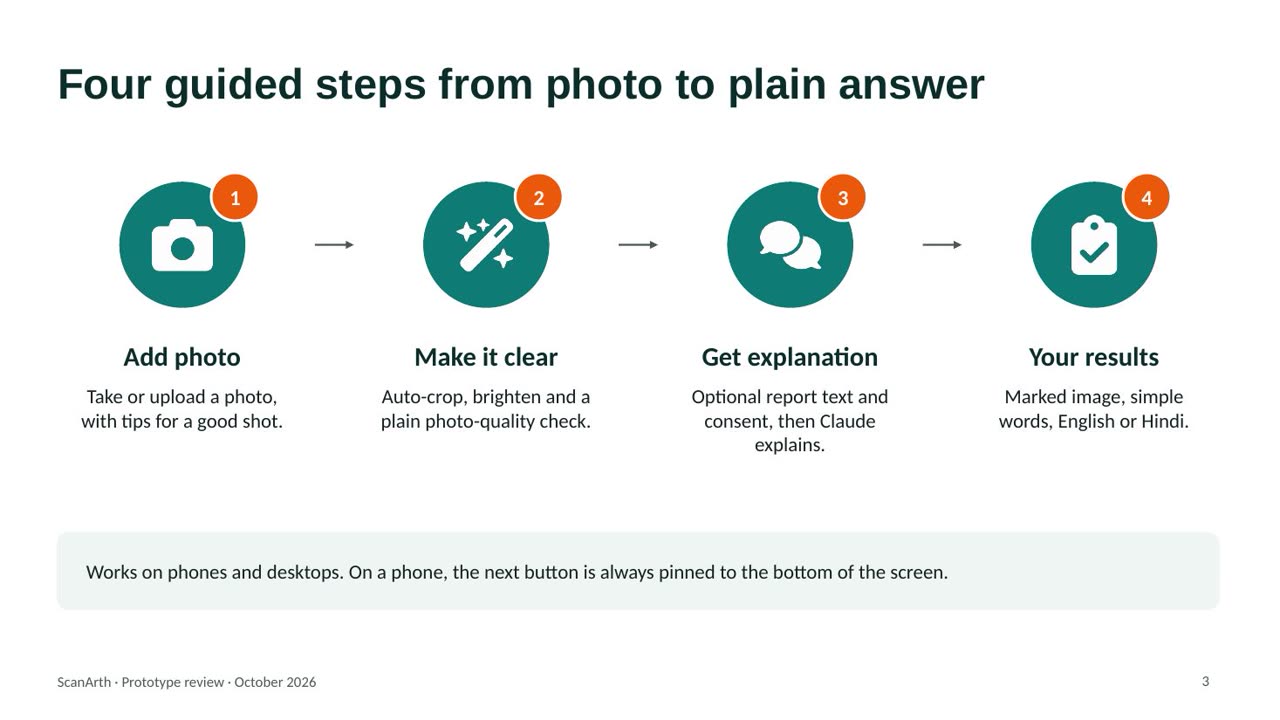 Four guided steps from photo to plain answer
1
2
3
4
Add photo
Take or upload a photo,
with tips for a good shot.
Make it clear
Auto-crop, brighten and a
plain photo-quality check.
Get explanation
Optional report text and
consent, then Claude
explains.
Your results
Marked image, simple
words, English or Hindi.
Works on phones and desktops. On a phone, the next button is always pinned to the bottom of the screen.
ScanArth · Prototype review · October 2026
3